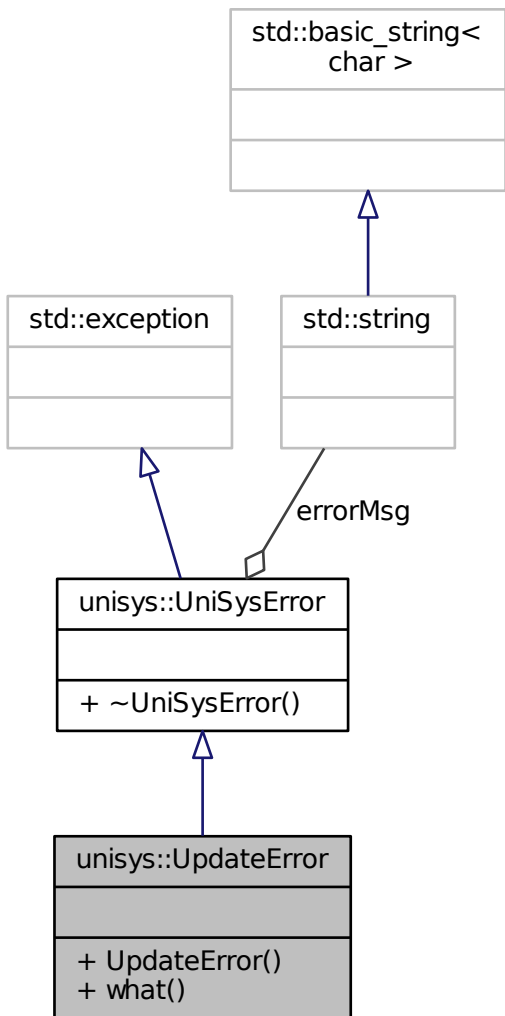 std::basic_string<
char >
std::exception
std::string
errorMsg
unisys::UniSysError
+ ~UniSysError()
unisys::UpdateError
+ UpdateError()
+ what()